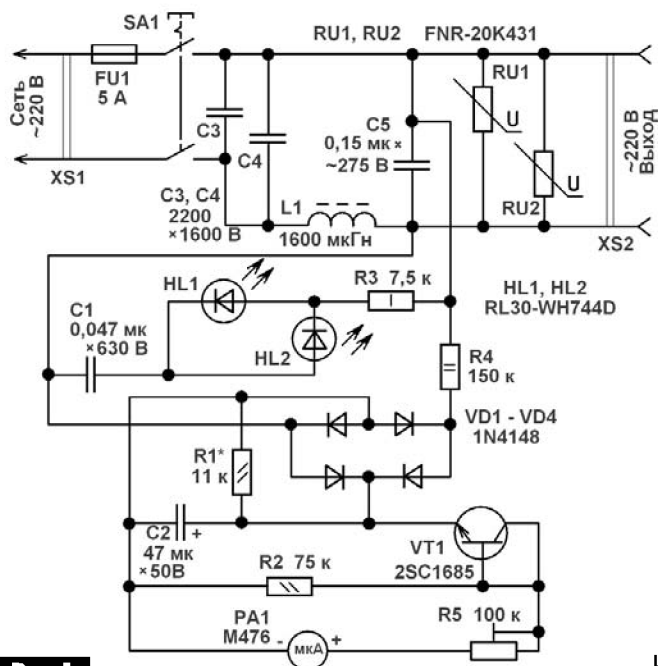 SA1
RU1, RU2 FNR-20K431
Сеть
~220 В
FU1
5 А
RU1
U
C3
C5
0,15 мк ×
~275 В
C4
U
~220 В
Выход
XS1
C3, C4
2200
×1600 В
L1
1600 мкГн
RU2
XS2
HL1
R3 7,5 к
HL1, HL2
RL30-WH744D
C1
0,047 мк
×630 В
HL2
R4
150 к
VD1 - VD4
1N4148
R1*
11 к
C2
47 мк
×50В
+
VT1
2SC1685
R2 75 к
R5 100 к
PA1
M476
-
мкА
+